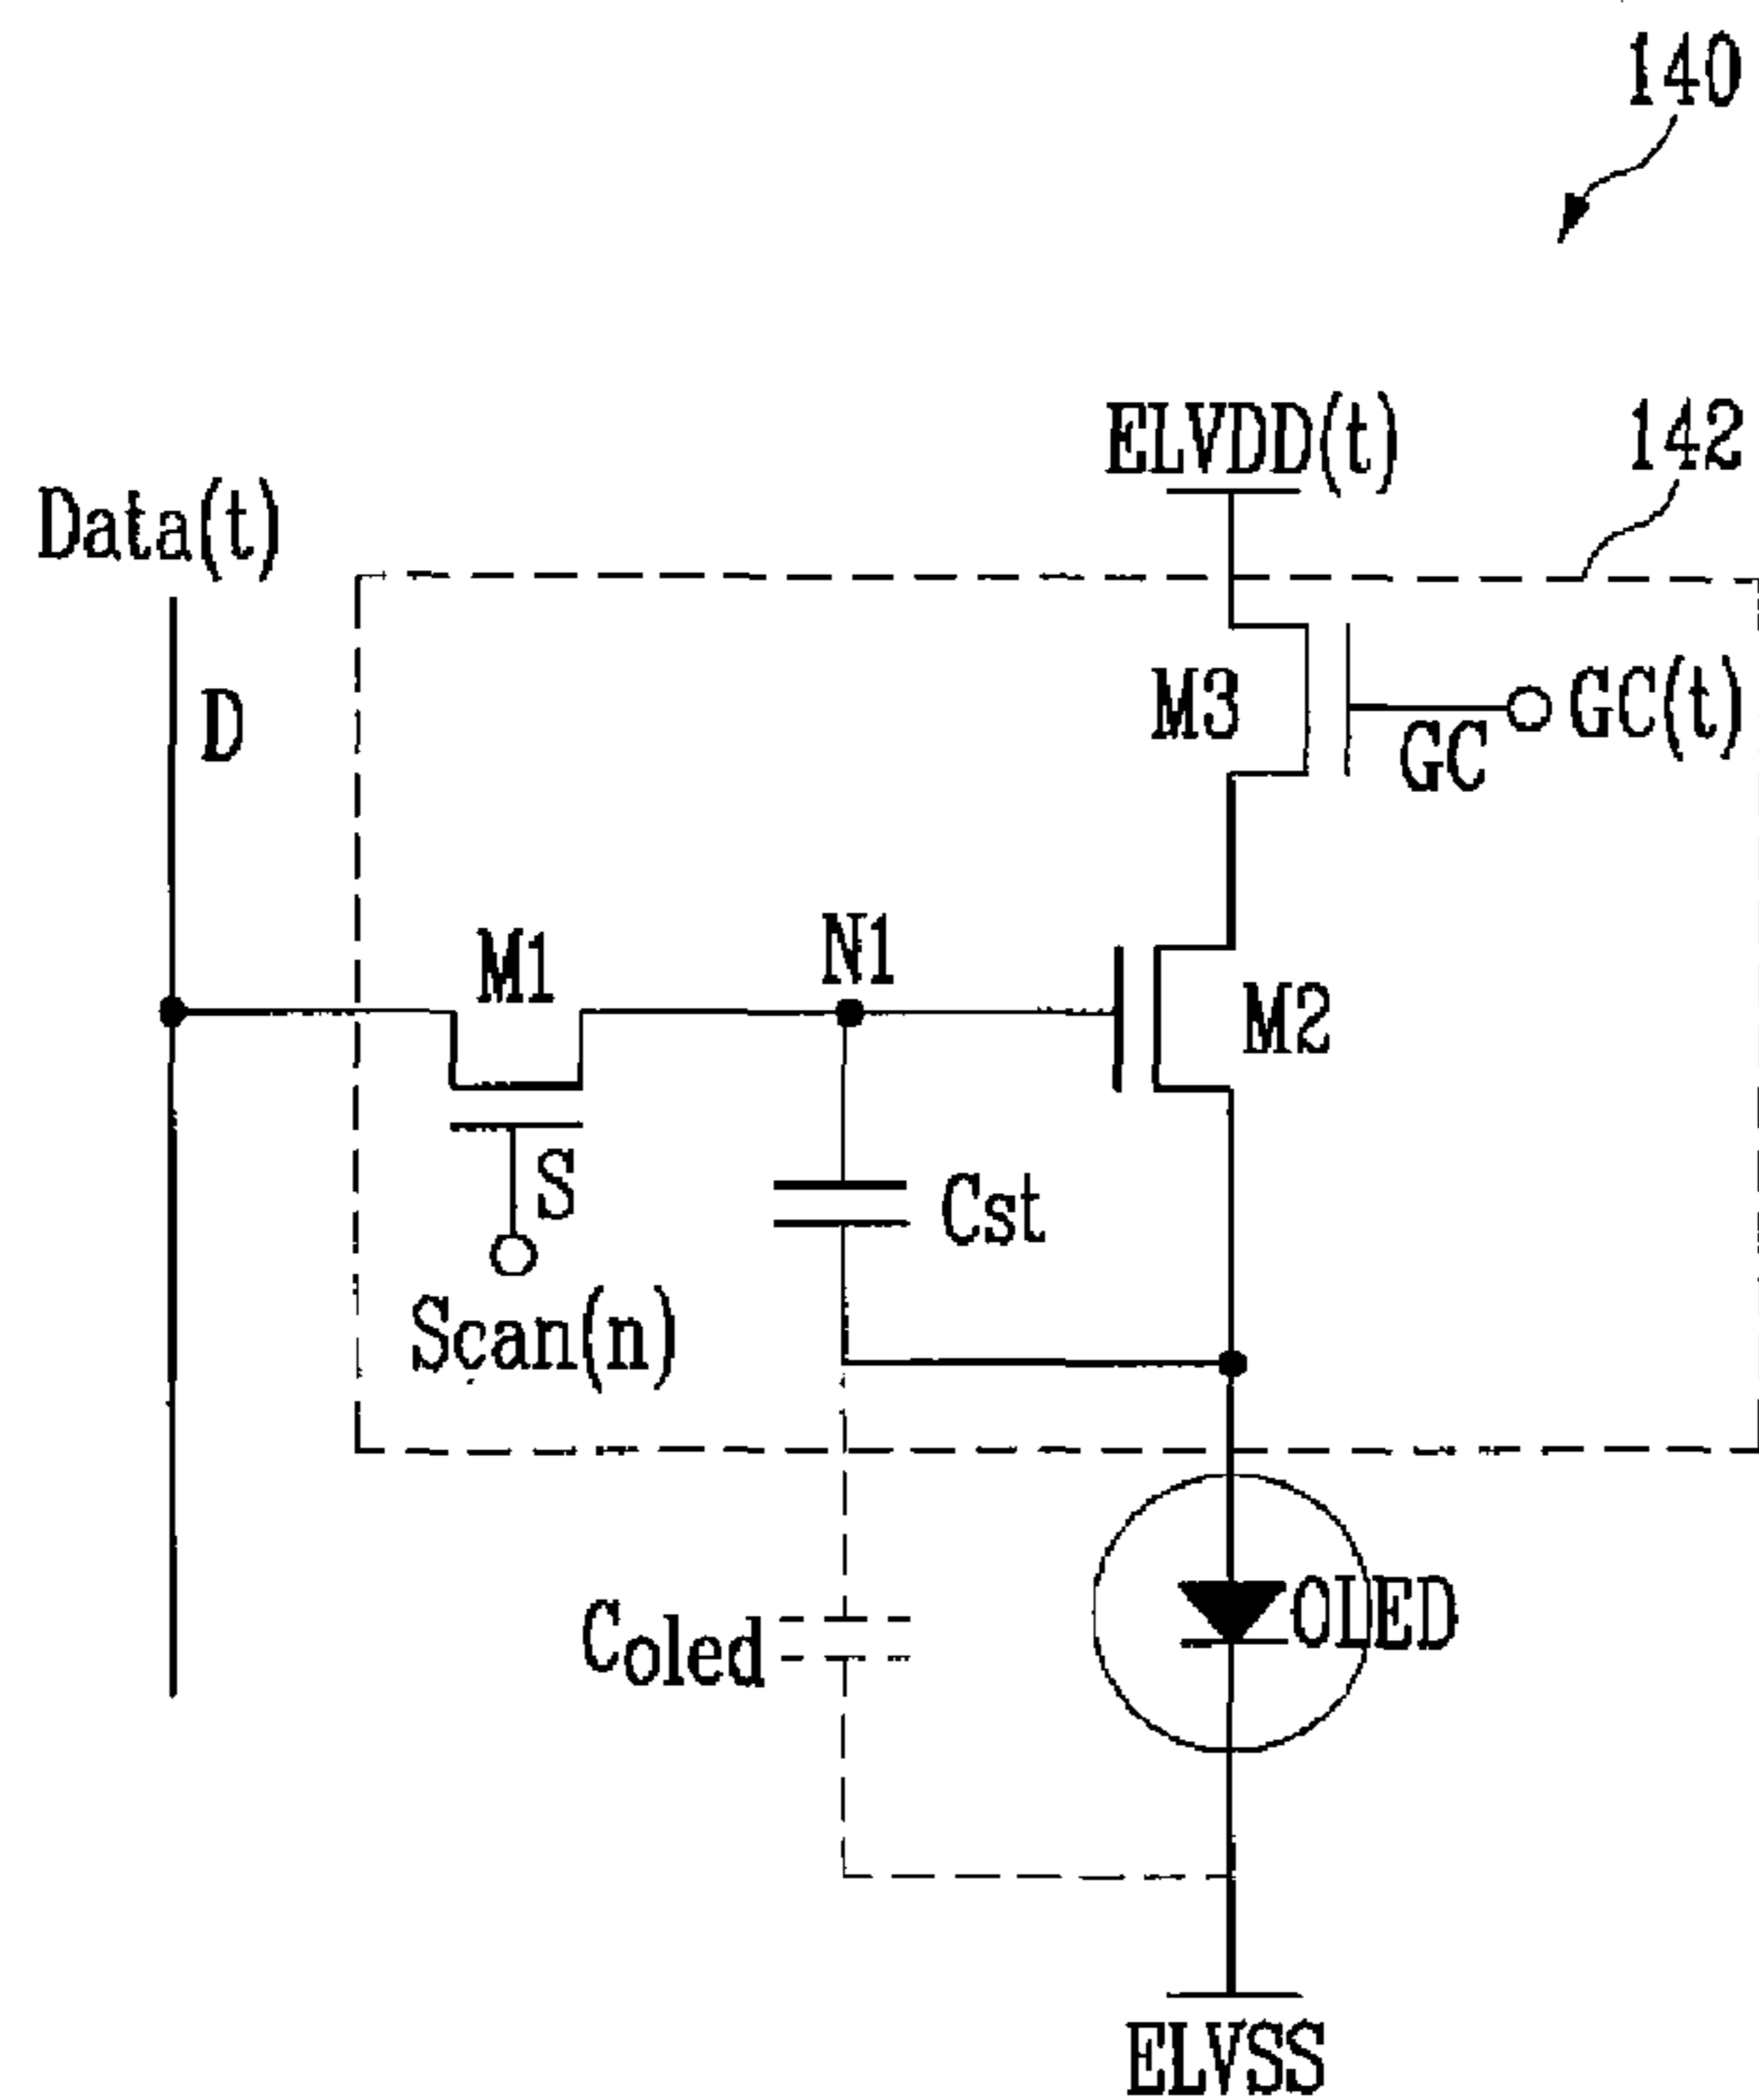 140
ELVDD(t)
142
Data(t)
D
M3
GC
GC(t)
M1
N1
M2
S
Cst
Scan(n)
Coled
OLED
ELVSS